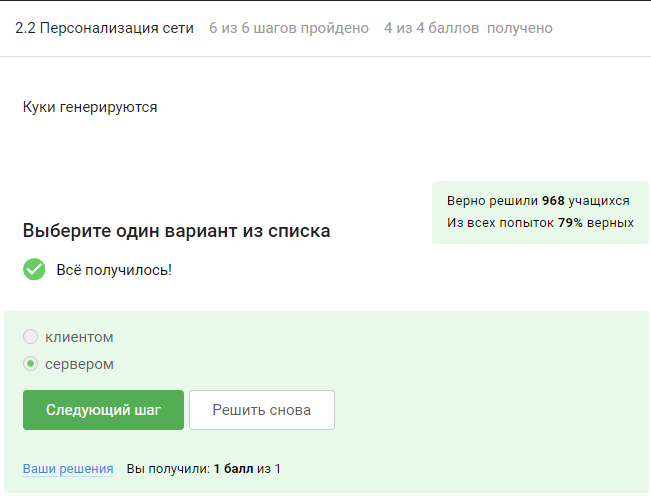 2.2 Персонализация сети 6 из 6 шагов пройдено 4 из 4 баллов получено
Куки генерируются
Верно решили 968 учащихся
Из всех попыток 79% верных
Выберите один вариант из списка
Всё получилось!
клиентом
сервером
Следующий шаг Решить снова
Ваши решения Вы получили: 1 балл из 1